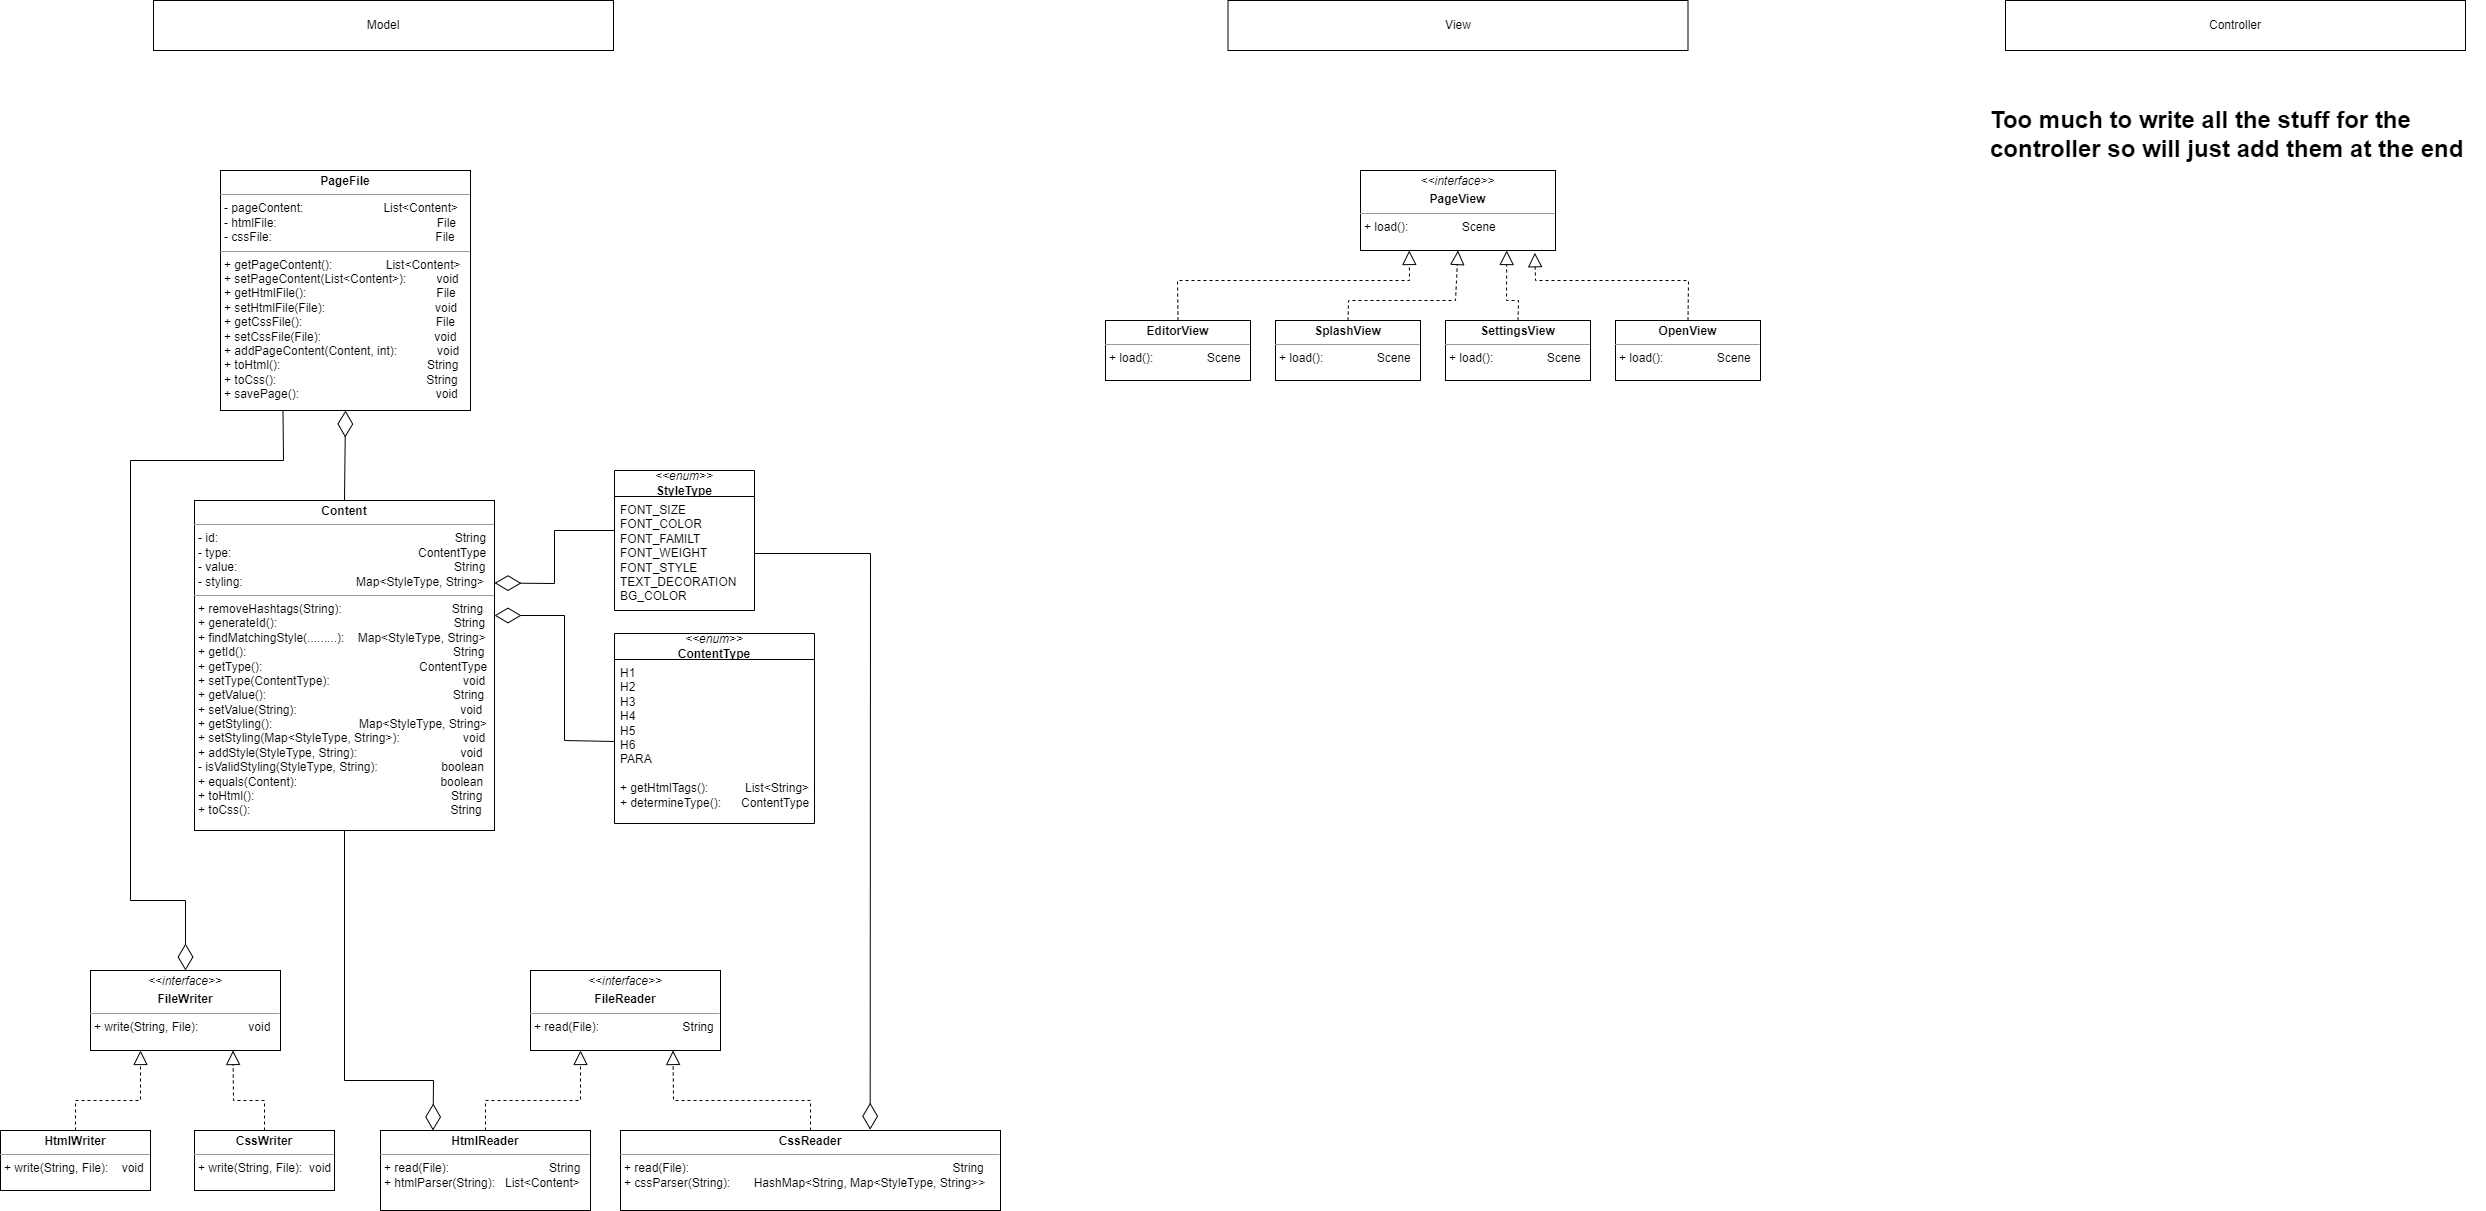 Model
View
Controller
Too much to write all the stuff for the
controller so will just add them at the end
PageFile
- pageContent: List<Content>
- htmlFile: File
- cssFile: File
+ getPageContent(): List<Content>
+ setPageContent(List<Content>): void
+ getHtmlFile(): File
+ setHtmlFile(File): void
+ getCssFile(): File
+ setCssFile(File): void
+ addPageContent(Content, int): void
+ toHtml(): String
+ toCss(): String
+ savePage(): void
<<interface>>
PageView
+ load(): Scene
EditorView
+ load(): Scene
SplashView
+ load(): Scene
SettingsView
+ load(): Scene
OpenView
+ load(): Scene
Content
- id: String
- type: ContentType
- value: String
- styling: Map<StyleType, String>
+ removeHashtags(String): String
+ generateId(): String
+ findMatchingStyle(.........): Map<StyleType, String>
+ getId(): String
+ getType(): ContentType
+ setType(ContentType): void
+ getValue(): String
+ setValue(String): void
+ getStyling(): Map<StyleType, String>
+ setStyling(Map<StyleType, String>): void
+ addStyle(StyleType, String): void
- isValidStyling(StyleType, String): boolean
+ equals(Content): boolean
+ toHtml(): String
+ toCss(): String
<<enum>>
StyleType
FONT_SIZE
FONT_COLOR
FONT_FAMILT
FONT_WEIGHT
FONT_STYLE
TEXT_DECORATION
BG_COLOR
<<enum>>
ContentType
H1
H2
H3
H4
H5
H6
PARA
+ getHtmlTags(): List<String>
+ determineType(): ContentType
<<interface>>
FileWriter
+ write(String, File): void
<<interface>>
FileReader
+ read(File): String
HtmlWriter
+ write(String, File): void
CssWriter
+ write(String, File): void
HtmlReader
+ read(File): String
+ htmlParser(String): List<Content>
CssReader
+ read(File): String
+ cssParser(String): HashMap<String, Map<StyleType, String>>